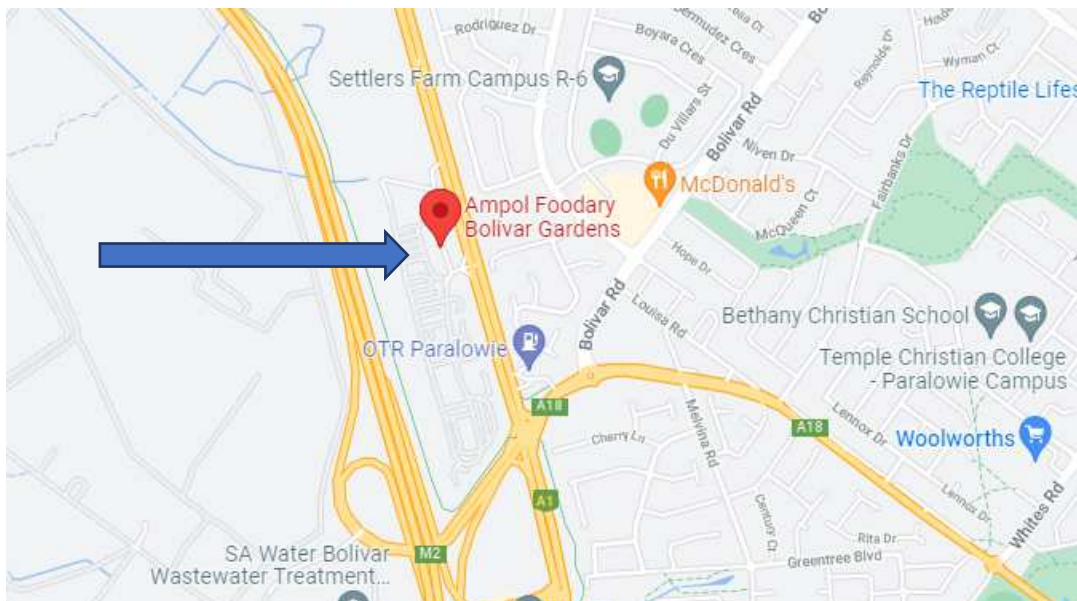 Rodriguez Dr
Bermudez Cres
Boyara Cres
Settlers Farm Campus R-6
Du Villars St
Bolivar Rd
Reynolds Dr
Wyman Ct
The Reptile Lifes
Niven Dr
Fairbanks Dr
McDonald's
McQueen Ct
Ampol Foodary
Bolivar Gardens
Hope Dr
Louisa Rd
Bolivar Rd
Bethany Christian School
OTR Paralowie
Temple Christian College
- Paralowie Campus
A18
Lennox Dr
A18
Woolworths
Cherry Ln
Melvina Rd
Lennox Dr
A1
Century Ct
Whites Rd
Rita Dr
Greentree Blvd
M2
SA Water Bolivar
Wastewater Treatment...